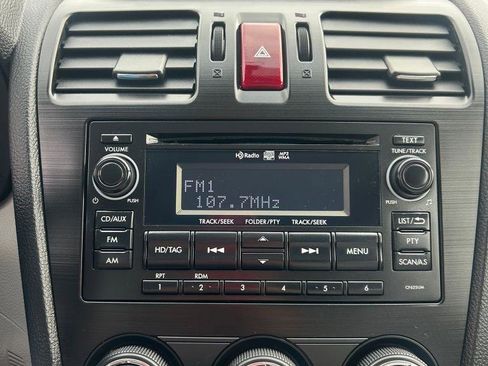 VOLUME
PUSH
HD Radio
MP3
WMA
TEXT
TUNE/TRACK
PUSH
FM1
107.7MHz
TRACK/SEEK FOLDER/PTY TRACK/SEEK
CD/AUX
FM
AM
HD/TAG
MENU
LIST/
PTY
SCAN/A.S
RPT RDM
1 2 3 4 5 6